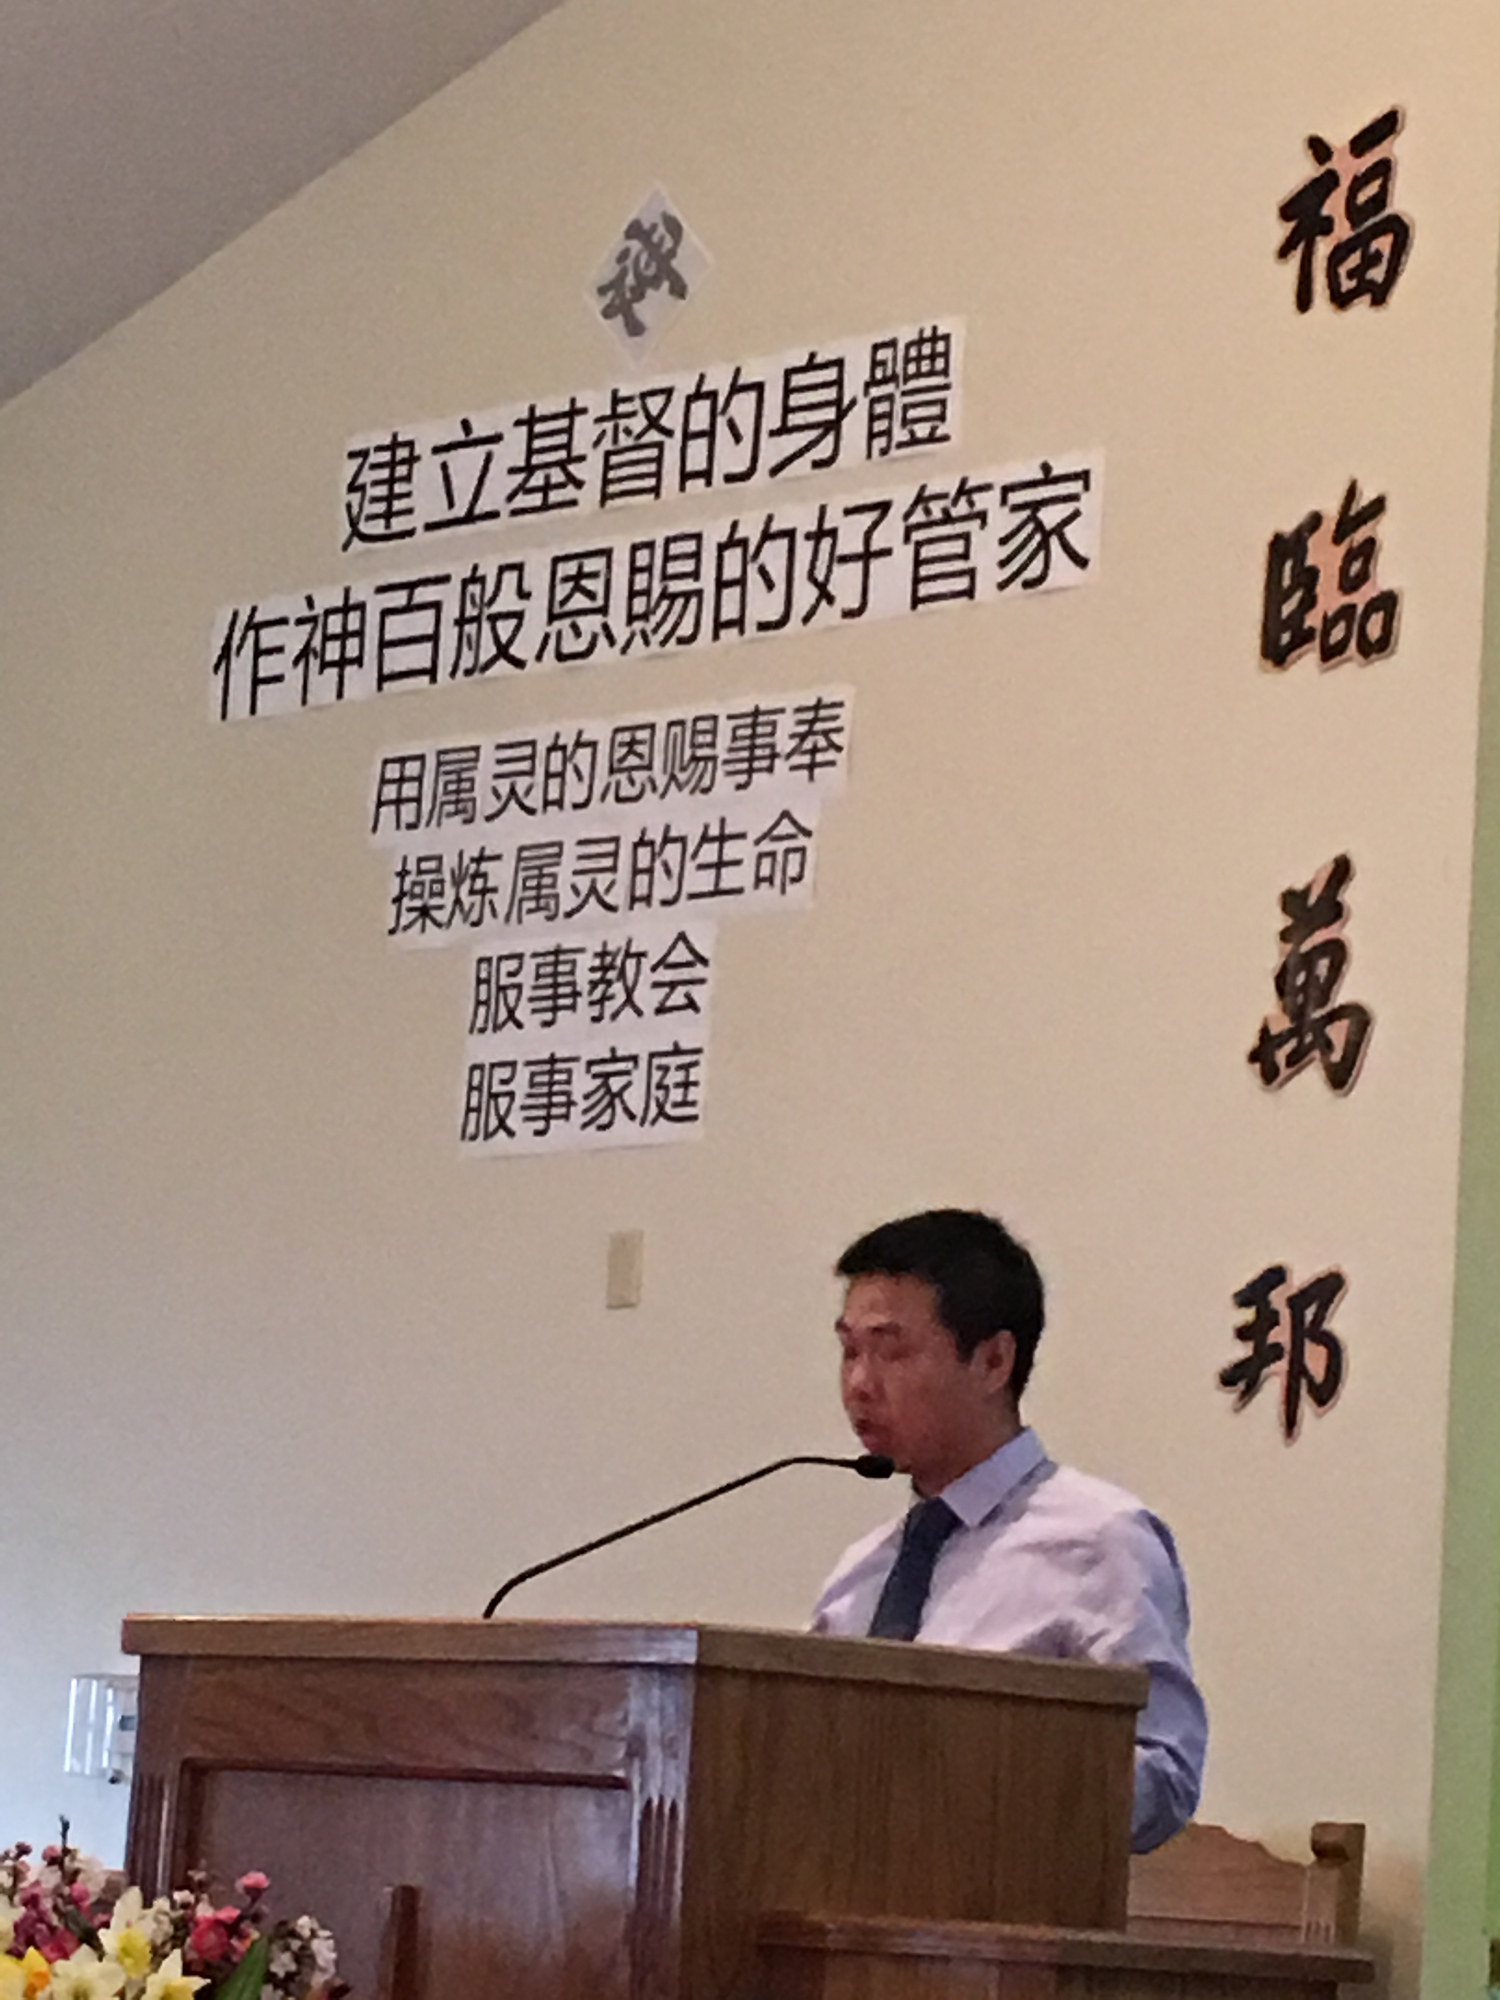 建立基督的身體
作神百般恩賜的好管家
用属灵的恩赐事奉
操炼属灵的生命
服事教会
服事家庭
福臨萬邦